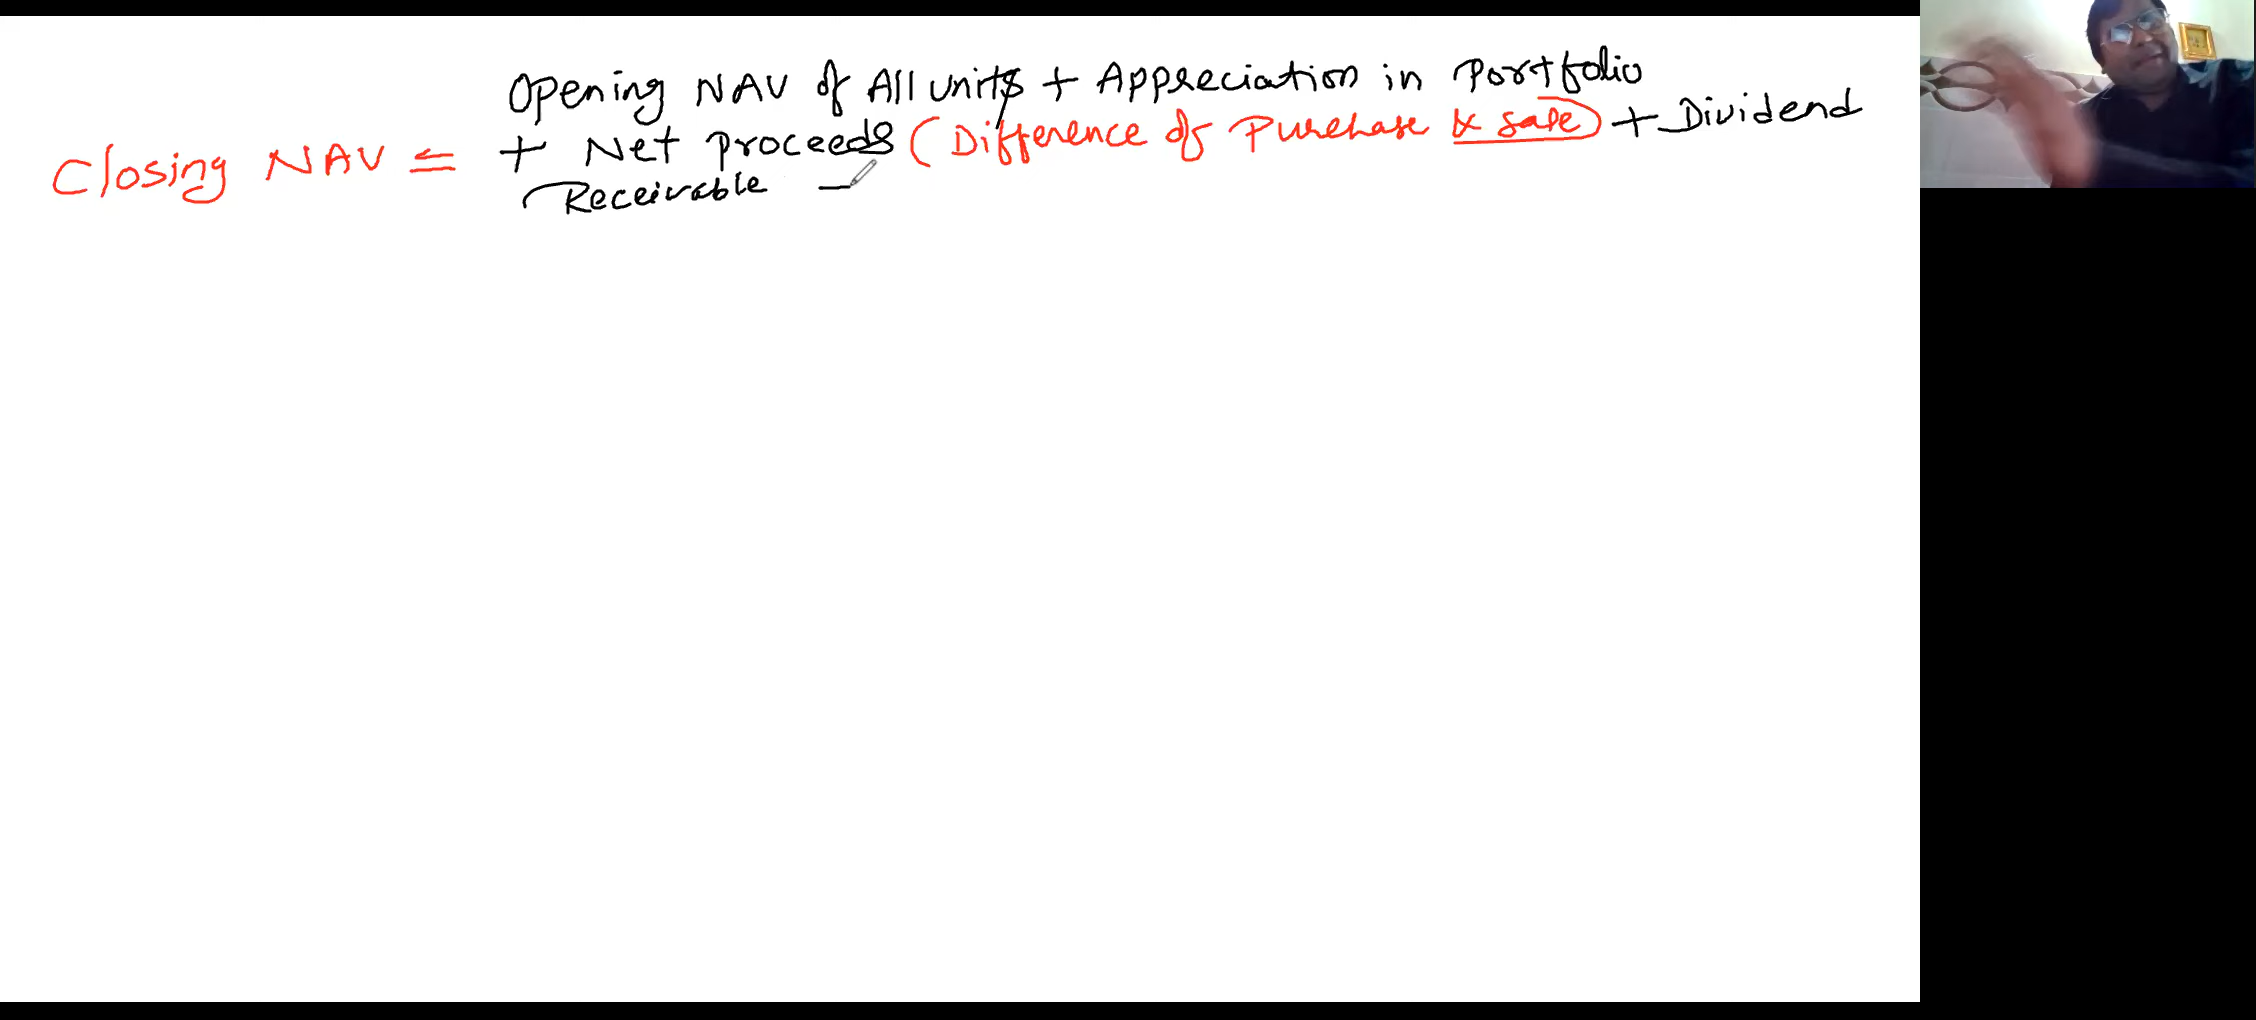 Opening NAV of All units + Appreciation in Portfolio
Closing NAV = + Net proceeds (Difference of Purchase & sale) + Dividend
Receivable –